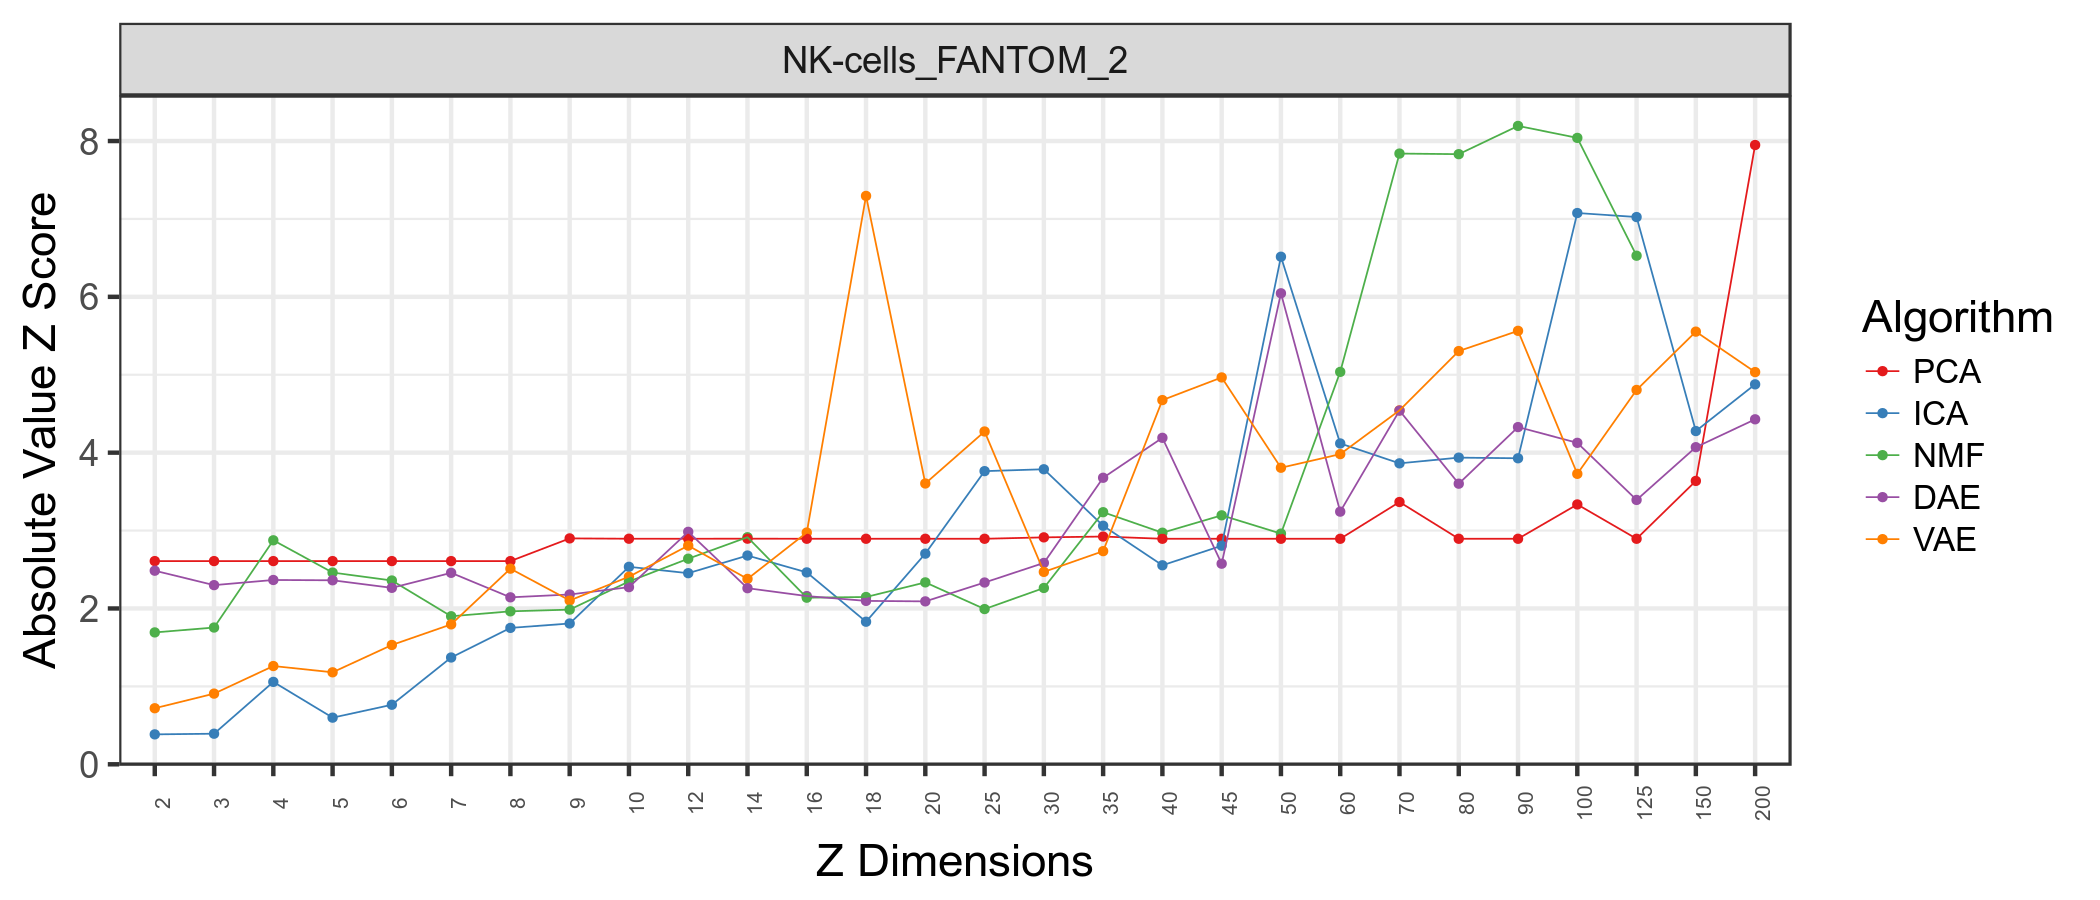 NK-cells_FANTOM_2
Absolute Value Z Score
8
6
4
2
0
2 3 4 5 6 7 8 9 10 12 14 16 18 20 25 30 35 40 45 50 60 70 80 90 100 125 150 200
Z Dimensions
Algorithm
PCA
ICA
NMF
DAE
VAE